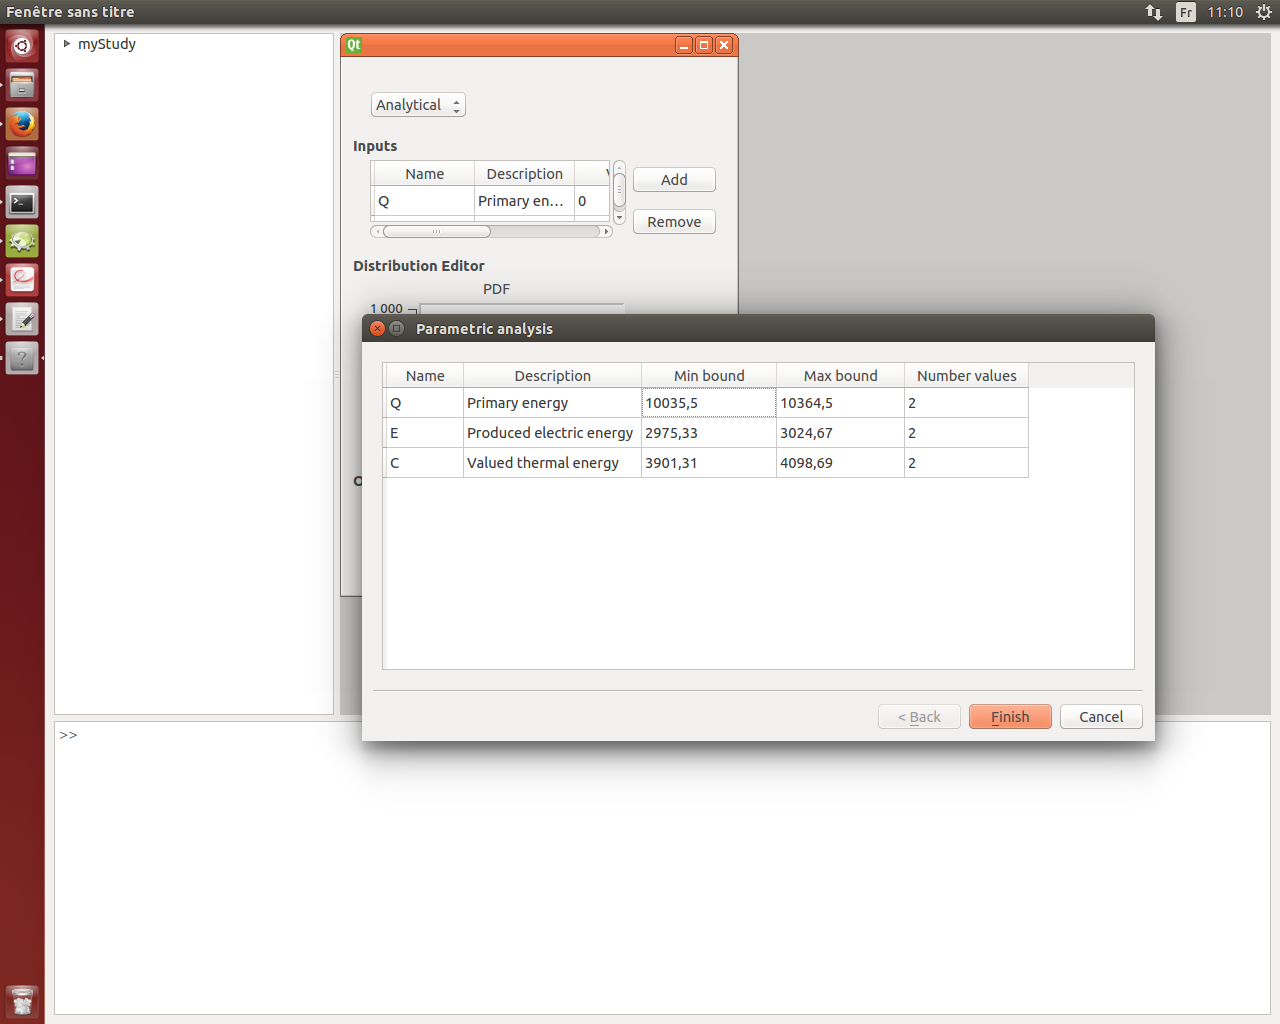 Fenêtre sans titre
Fr
11:10
myStudy
Qt
Analytical
Inputs
Name Description
Q Primary en... 0
Add
Remove
Distribution Editor
PDF
1 000
Parametric analysis
Name Description Min bound Max bound Number values
Q Primary energy 10035,5 10364,5 2
E Produced electric energy 2975,33 3024,67 2
C Valued thermal energy 3901,31 4098,69 2
< Back Finish Cancel
>>